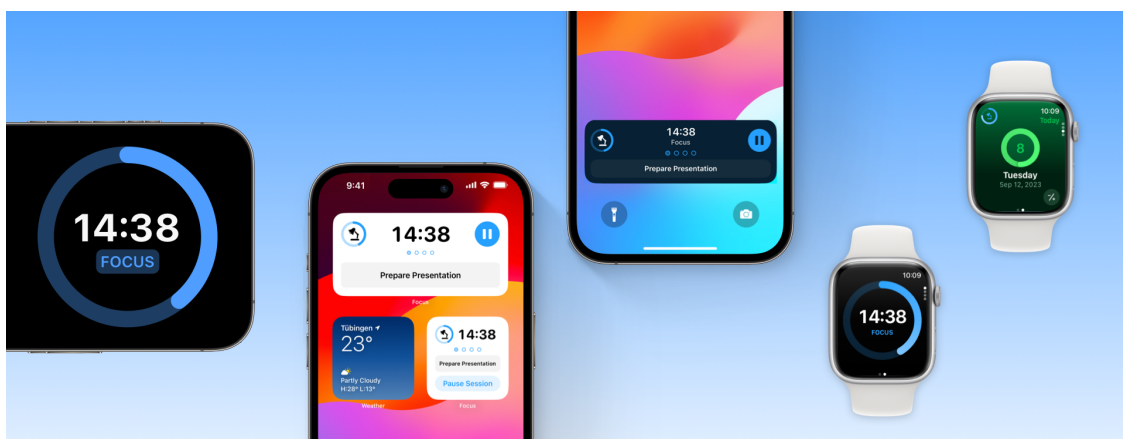 14:38
FOCUS
9:41
14:38
Prepare Presentation
Focus
Tübingen
23°
Partly Cloudy
H:28° L:13°
Weather
14:38
Prepare Presentation
Pause Session
Focus
14:38
Focus
Prepare Presentation
10:09
14:38
FOCUS
10:09
Today
8
Tuesday
Sep 12, 2023